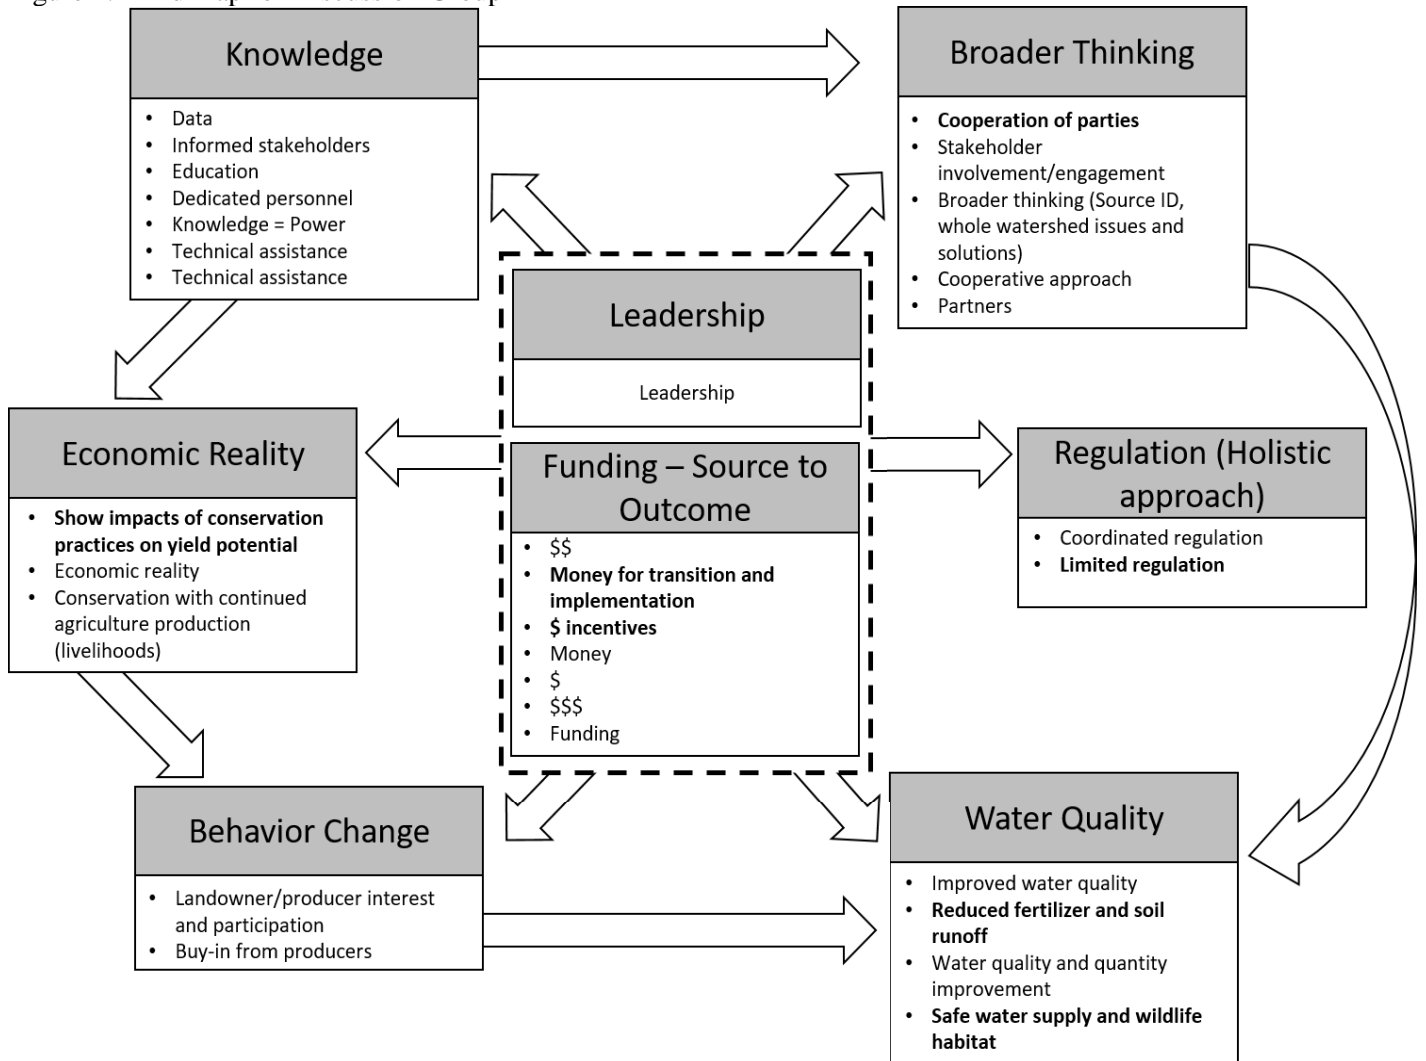 Knowledge
• Data
• Informed stakeholders
• Education
• Dedicated personnel
• Knowledge = Power
• Technical assistance
• Technical assistance
Broader Thinking
• Cooperation of parties
• Stakeholder
involvement/engagement
• Broader thinking (Source ID,
whole watershed issues and
solutions)
• Cooperative approach
• Partners
Leadership
Leadership
Economic Reality
• Show impacts of conservation
practices on yield potential
• Economic reality
• Conservation with continued
agriculture production
(livelihoods)
Funding – Source to
Outcome
• $$
• Money for transition and
implementation
• $ incentives
• Money
• $
• $$$
• Funding
Regulation (Holistic
approach)
• Coordinated regulation
• Limited regulation
Behavior Change
• Landowner/producer interest
and participation
• Buy-in from producers
Water Quality
• Improved water quality
• Reduced fertilizer and soil
runoff
• Water quality and quantity
improvement
• Safe water supply and wildlife
habitat